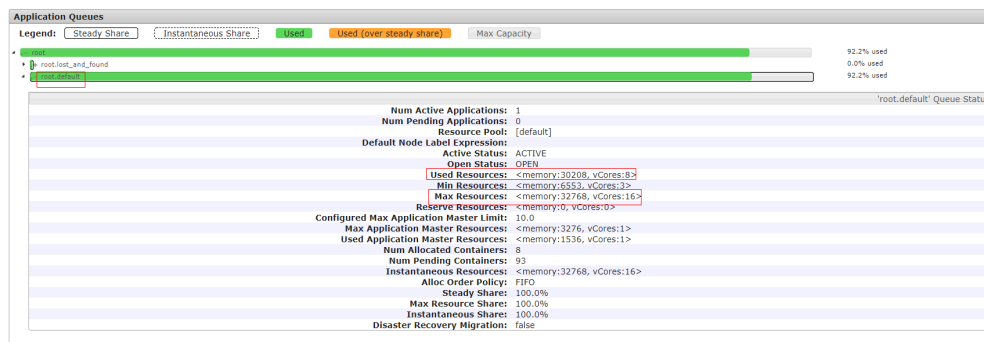 Application Queues
Legend: Steady Share Instantaneous Share Used Used (over steady share) Max Capacity
root 92.2% used
root.lost_and_found 0.0% used
root.default 92.2% used
'root.default' Queue Statu
Num Active Applications: 1
Num Pending Applications: 0
Resource Pool: [default]
Default Node Label Expression:
Active Status: ACTIVE
Open Status: OPEN
Used Resources: <memory:30208, vCores:8>
Min Resources: <memory:6553, vCores:3>
Max Resources: <memory:32768, vCores:16>
Reserve Resources: <memory:0, vCores:0>
Configured Max Application Master Limit: 10.0
Max Application Master Resources: <memory:3276, vCores:1>
Used Application Master Resources: <memory:1536, vCores:1>
Num Allocated Containers: 8
Num Pending Containers: 93
Instantaneous Resources: <memory:32768, vCores:16>
Alloc Order Policy: FIFO
Steady Share: 100.0%
Max Resource Share: 100.0%
Instantaneous Share: 100.0%
Disaster Recovery Migration: false